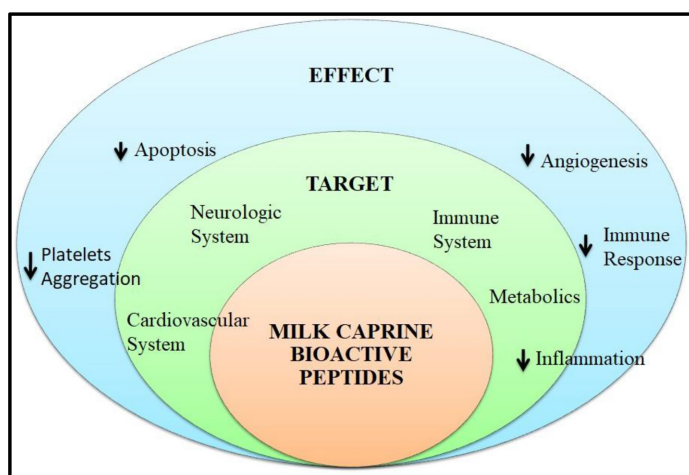 EFFECT
Apoptosis
Angiogenesis
TARGET
Neurologic
System
Immune
System
Platelets
Aggregation
Immune
Response
Metabolics
Cardiovascular
System
MILK CAPRINE
BIOACTIVE
PEPTIDES
Inflammation